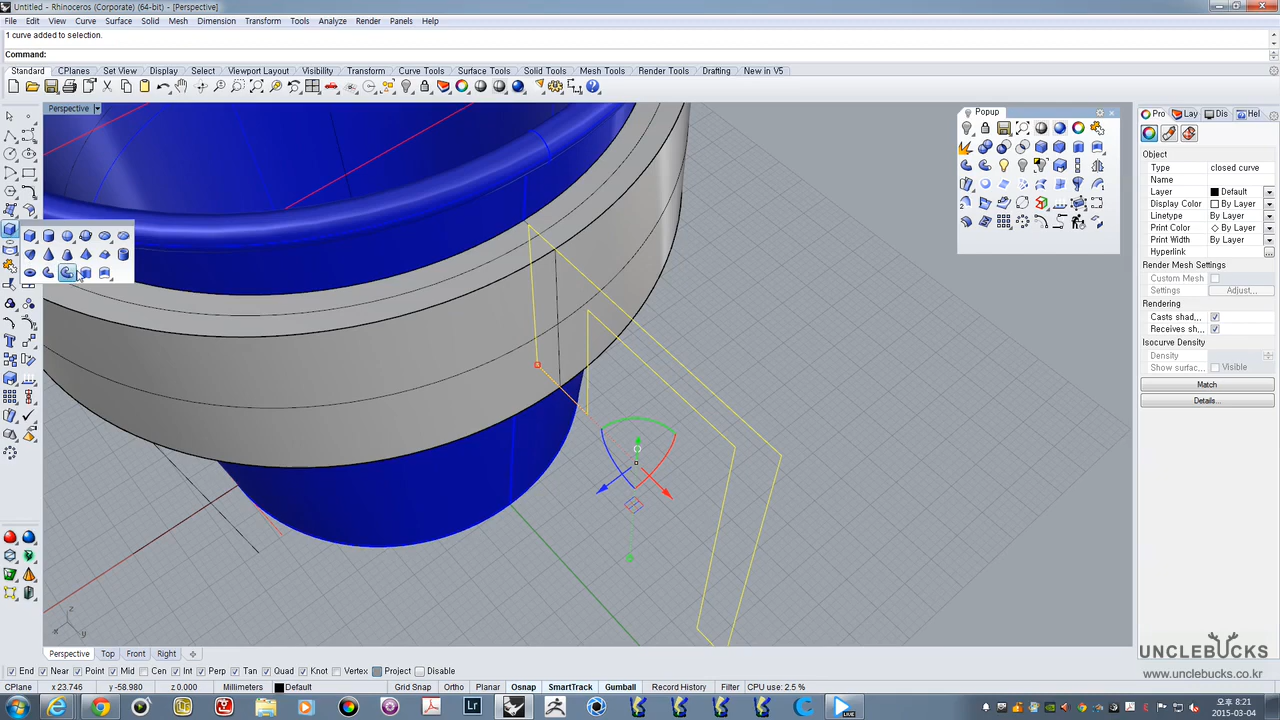 Untitled - Rhinoceros (Corporate) (64-bit) - [Perspective]
File Edit View Curve Surface Solid Mesh Dimension Transform Tools Analyze Render Panels Help
1 curve added to selection.
Command:
Standard CPlanes Set View Display Select Viewport Layout Visibility Transform Curve Tools Surface Tools Solid Tools Mesh Tools Render Tools Drafting New in V5
Perspective
Popup
Pro Lay Dis Hel
Object
Type closed curve
Name
Layer Default
Display Color By Layer
Linetype By Layer
Print Color By Layer
Print Width By Layer
Hyperlink ...
Render Mesh Settings
Custom Mesh
Settings Adjust...
Rendering
Casts shad...
Receives sh...
Isocurve Density
Density
Show surfac... Visible
Match
Details...
z
x y
Perspective Top Front Right
End Near Point Mid Cen Int Perp Tan Quad Knot Vertex Project Disable
CPlane x 23.746 y -58.980 z 0.000 Millimeters Default Grid Snap Ortho Planar Osnap SmartTrack Gumball Record History Filter CPU use: 2.5 %
UNCLEBUCKS
www.unclebucks.co.kr
Lr
LIVE
오후 8:21
2015-03-04